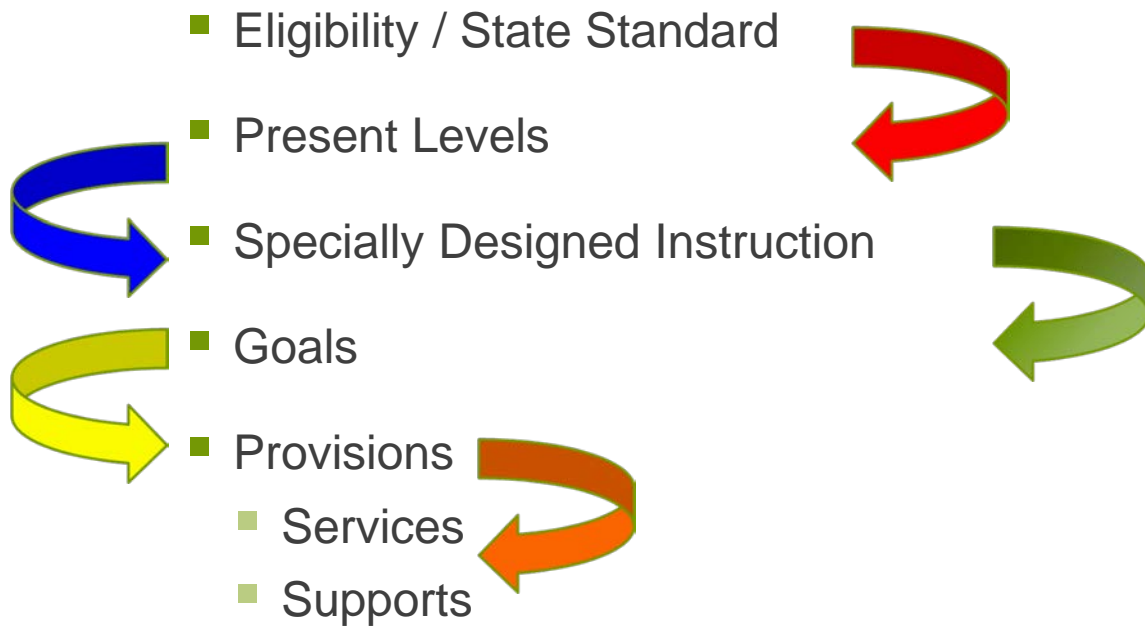 Eligibility / State Standard
Present Levels
Specially Designed Instruction
Goals
Provisions
Services
Supports